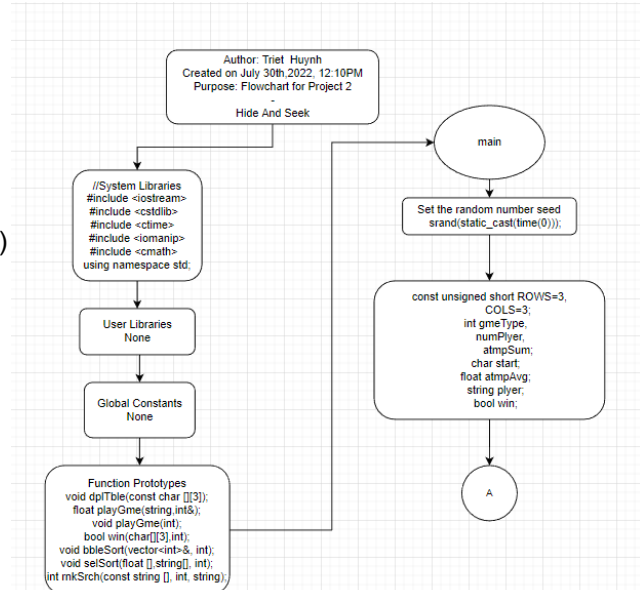 Author: Triet Huynh
Created on July 30th,2022, 12:10PM
Purpose: Flowchart for Project 2
-
Hide And Seek
//System Libraries
#include <iostream>
#include <cstdlib>
#include <ctime>
#include <iomanip>
#include <cmath>
using namespace std;
)
User Libraries
None
Global Constants
None
Function Prototypes
void dplTble(const char [][3]);
float playGme(string,int&);
void playGme(int);
bool win(char[][3],int);
void bbleSort(vector<int>&, int);
void selSort(float [],string[], int);
int rnkSrch(const string [], int, string);
main
Set the random number seed
srand(static_cast(time(0)));
const unsigned short ROWS=3,
COLS=3;
int gmeType,
numPlyer,
atmpSum;
char start;
float atmpAvg;
string plyer;
bool win;
A